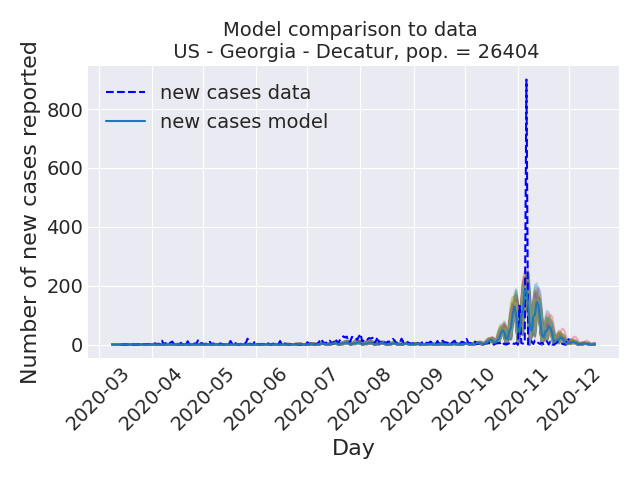 Model comparison to data
US - Georgia - Decatur, pop. = 26404
Number of new cases reported
new cases data
new cases model
800
600
400
200
0
2020-03
2020-04
2020-05
2020-06
2020-07
2020-08
2020-09
2020-10
2020-11
2020-12
Day